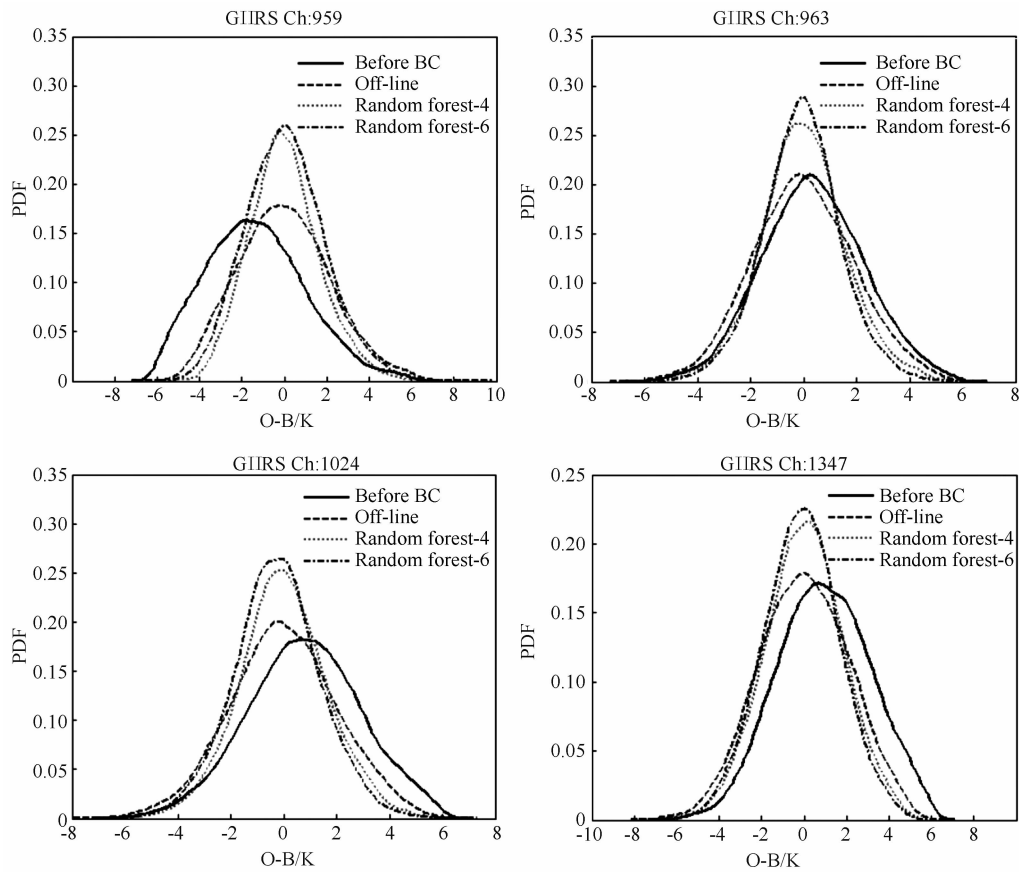 GIIRS Ch:959
0.35
0.30
0.25
0.20
0.15
0.10
0.05
0
PDF
Before BC
Off-line
Random forest-4
Random forest-6
-8 -6 -4 -2 0 2 4 6 8 10
O-B/K
GIIRS Ch:963
0.35
0.30
0.25
0.20
0.15
0.10
0.05
0
PDF
Before BC
Off-line
Random forest-4
Random forest-6
-8 -6 -4 -2 0 2 4 6 8
O-B/K
GIIRS Ch:1024
0.35
0.30
0.25
0.20
0.15
0.10
0.05
0
PDF
Before BC
Off-line
Random forest-4
Random forest-6
-8 -6 -4 -2 0 2 4 6 8
O-B/K
GIIRS Ch:1347
0.25
0.20
0.15
0.10
0.05
0
PDF
Before BC
Off-line
Random forest-4
Random forest-6
-10 -8 -6 -4 -2 0 2 4 6 8
O-B/K